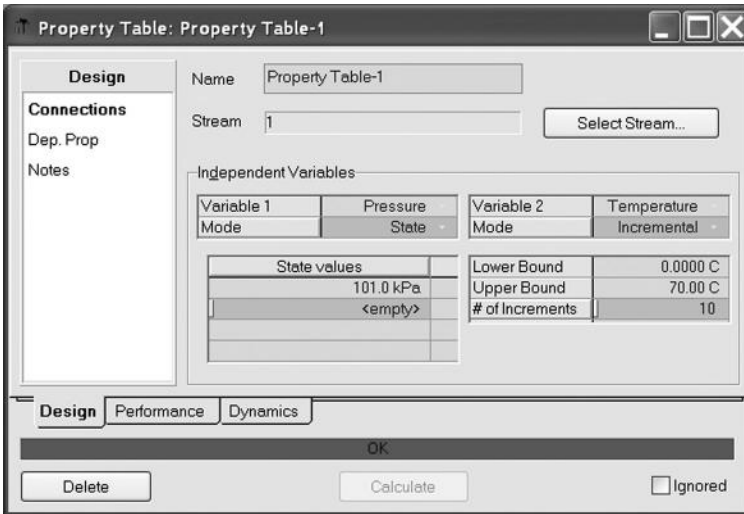 Property Table: Property Table-1
Design
Connections
Dep. Prop
Notes
Name Property Table-1
Stream 1 Select Stream...
Independent Variables
Variable 1 Pressure Variable 2 Temperature
Mode State Mode Incremental
State values Lower Bound 0.0000 C
101.0 kPa Upper Bound 70.00 C
<empty> # of Increments 10
Design Performance Dynamics
OK
Delete Calculate Ignored